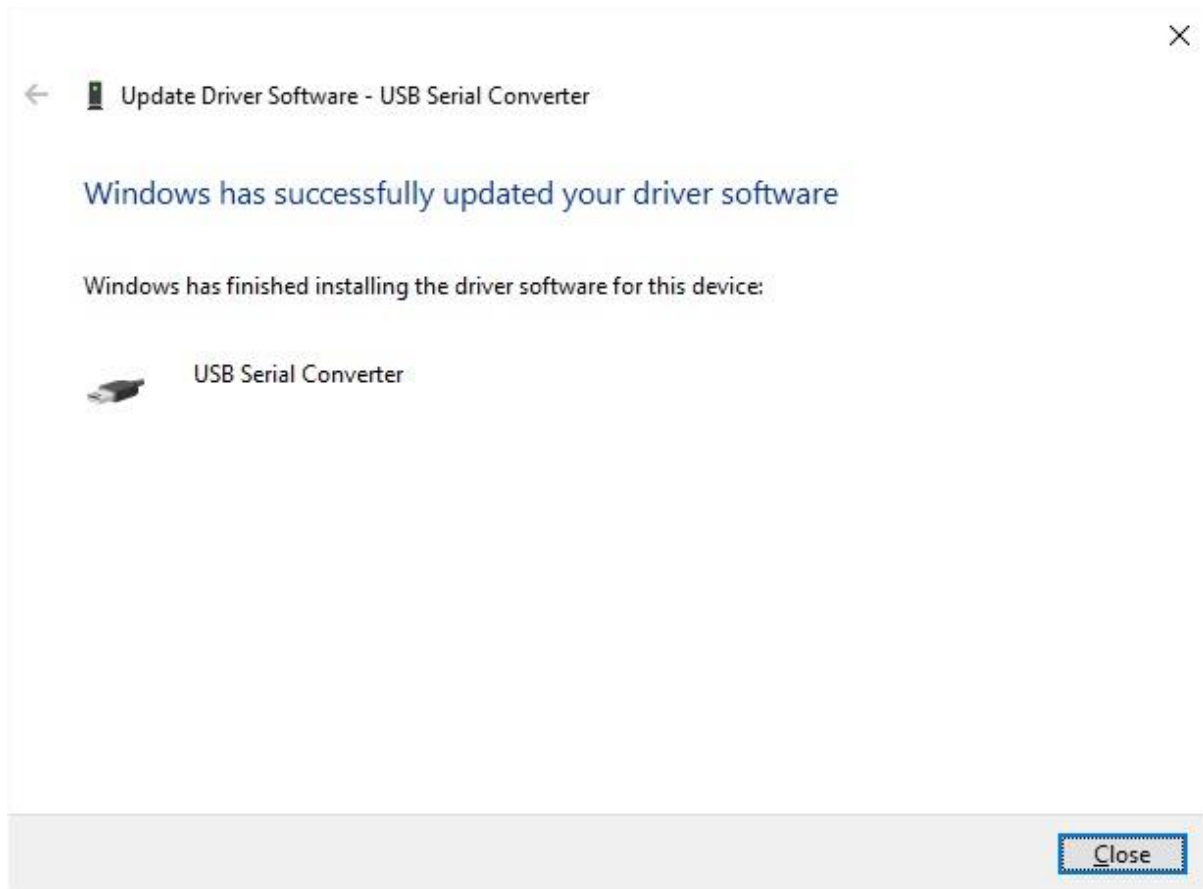 Update Driver Software - USB Serial Converter
Windows has successfully updated your driver software
Windows has finished installing the driver software for this device:
USB Serial Converter
Close